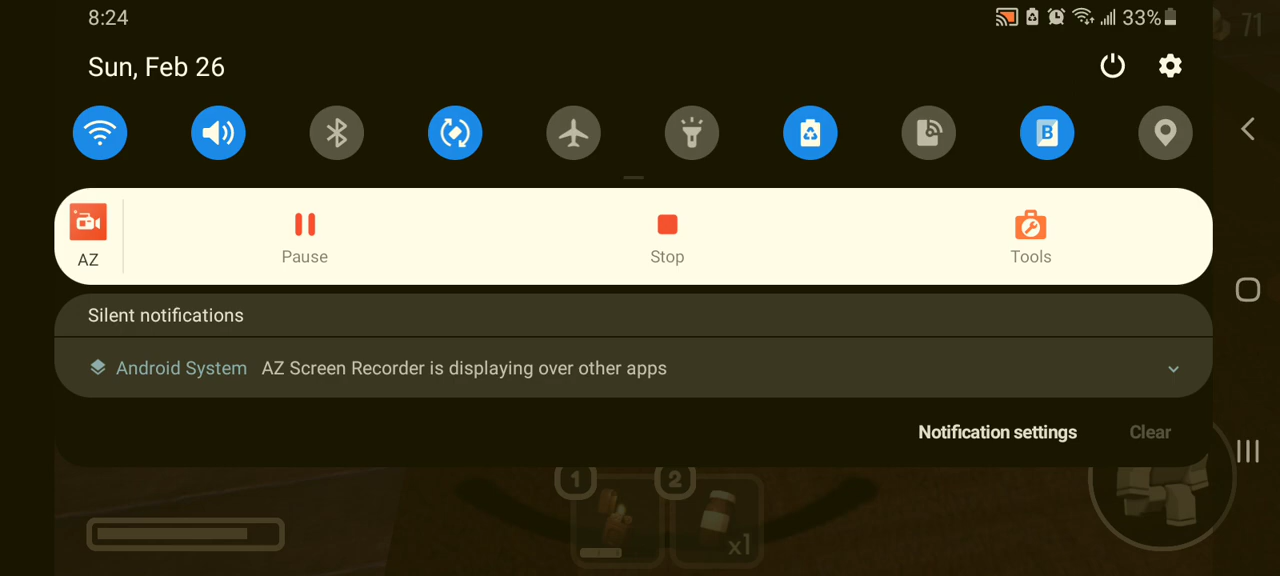 8:24
33%
71
Sun, Feb 26
B
AZ
Pause
Stop
Tools
Silent notifications
Android System AZ Screen Recorder is displaying over other apps
Notification settings
Clear
1
2
x1